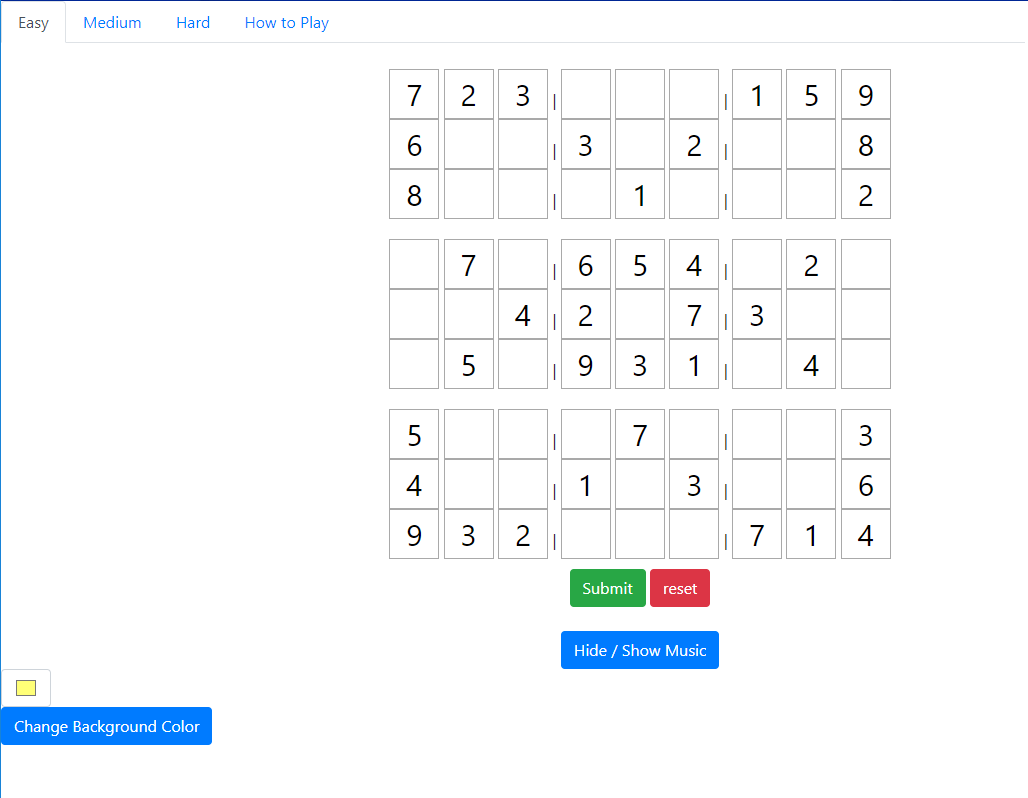 Easy Medium Hard How to Play
7 2 3 | | 1 5 9
6 | 3 2 | 8
8 | 1 | 2
7 | 6 5 4 | 2
4 | 2 7 | 3
5 | 9 3 1 | 4
5 | 7 | 3
4 | 1 3 | 6
9 3 2 | | 7 1 4
Submit reset
Hide / Show Music
Change Background Color